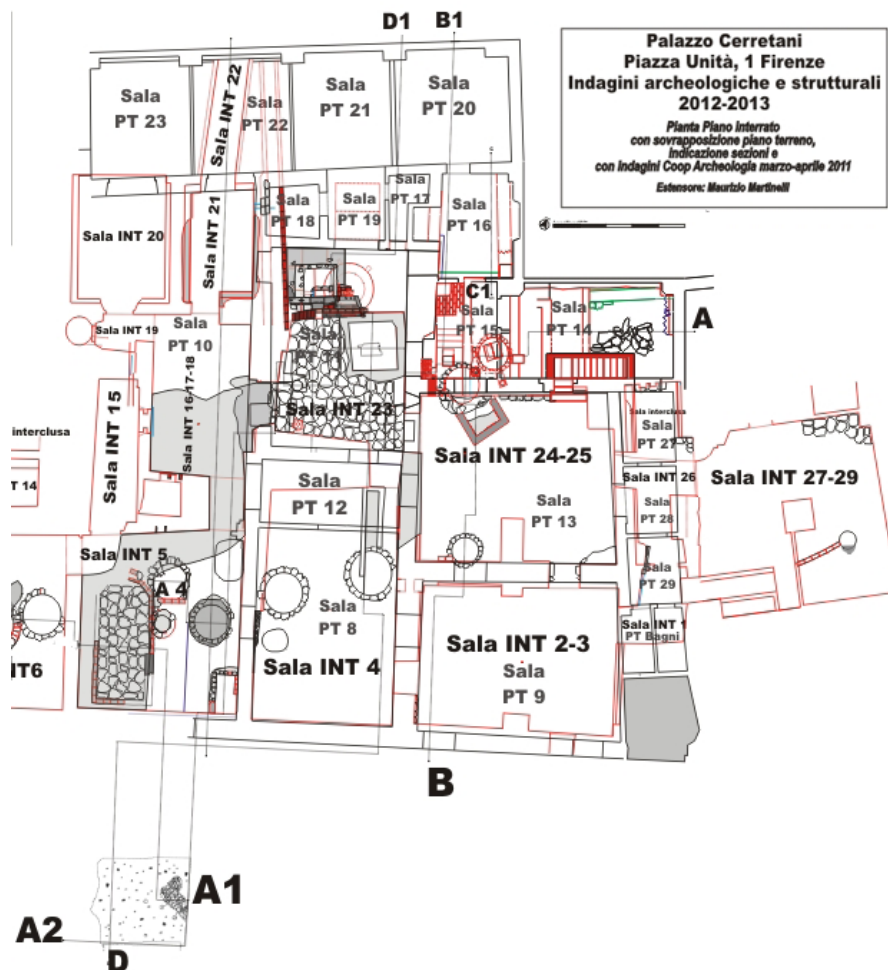 D1
B1
Palazzo Cerretani
Piazza Unità, 1 Firenze
Indagini archeologiche e strutturali
2012-2013
Pianta Piano interrato
con sovrapposizione piano terreno,
indicazione sezioni e
con indagini Coop Archeologia marzo-aprile 2011
Estensore: Maurizio Martinelli
Sala
PT 23
Sala INT 22
Sala
PT 22
Sala
PT 21
Sala
PT 20
Sala INT 20
Sala INT 21
Sala
PT 18
Sala
PT 19
Sala
PT 17
Sala
PT 16
C1
Sala
PT 15
Sala
PT 14
A
Sala INT 19
Sala
PT 10
Sala INT 16-17-18
Sala INT 15
interclusa
T 14
Sala INT 23
Sala INT 24-25
Sala interclusa
Sala
PT 27
Sala INT 26
Sala
PT 28
Sala INT 27-29
Sala
PT 12
Sala
PT 13
Sala INT 5
A 4
Sala
PT 29
Sala
PT 8
Sala INT 1
PT Bagni
IT6
Sala INT 4
Sala INT 2-3
Sala
PT 9
B
A1
A2
D